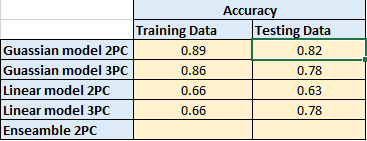 Accuracy
Training Data Testing Data
Guassian model 2PC 0.89 0.82
Guassian model 3PC 0.86 0.78
Linear model 2PC 0.66 0.63
Linear model 3PC 0.66 0.78
Enseamble 2PC